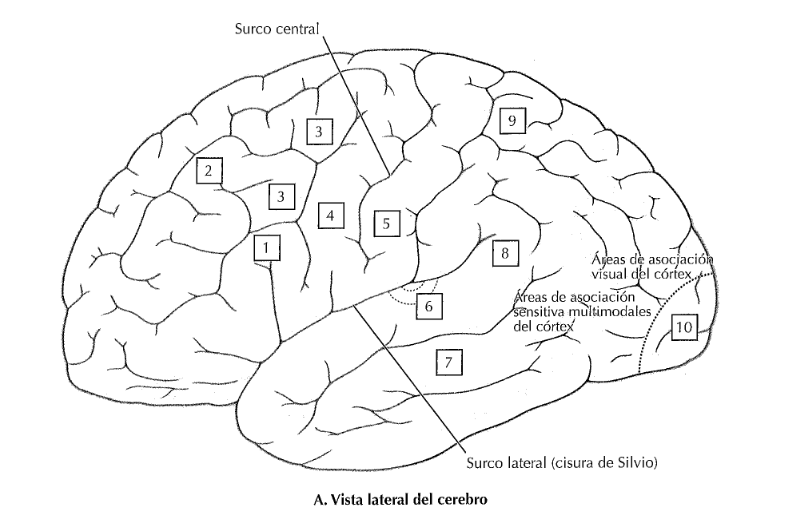 Surco central
3
9
2
3
4
5
1
8
Áreas de asociación
visual del córtex
6
Áreas de asociación
sensitiva multimodales
del córtex
10
7
Surco lateral (cisura de Silvio)
A. Vista lateral del cerebro